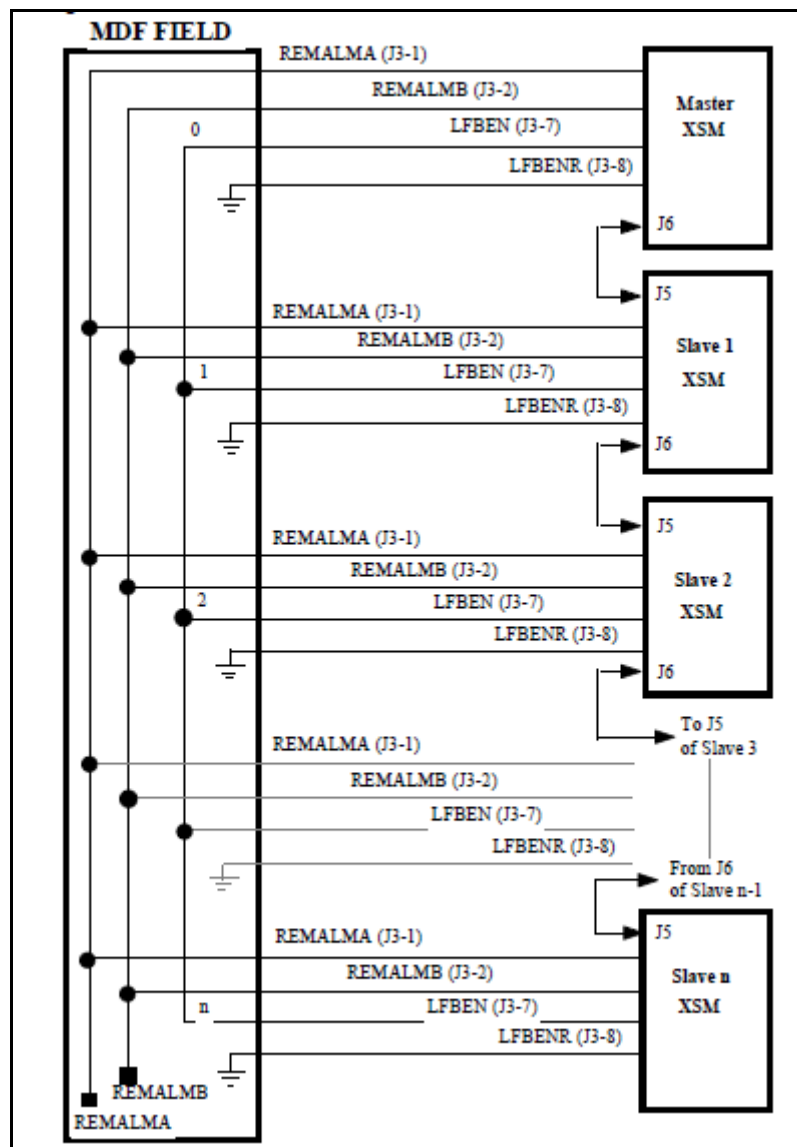 MDF FIELD
REMALMA (J3-1)
REMALMB (J3-2)
0
LFBEN (J3-7)
LFBENR (J3-8)
Master
XSM
J6
J5
REMALMA (J3-1)
REMALMB (J3-2)
1
LFBEN (J3-7)
LFBENR (J3-8)
Slave 1
XSM
J6
J5
REMALMA (J3-1)
REMALMB (J3-2)
2
LFBEN (J3-7)
LFBENR (J3-8)
Slave 2
XSM
J6
To J5
of Slave 3
REMALMA (J3-1)
REMALMB (J3-2)
LFBEN (J3-7)
LFBENR (J3-8)
From J6
of Slave n-1
J5
REMALMA (J3-1)
REMALMB (J3-2)
n
LFBEN (J3-7)
LFBENR (J3-8)
Slave n
XSM
REMALMB
REMALMA